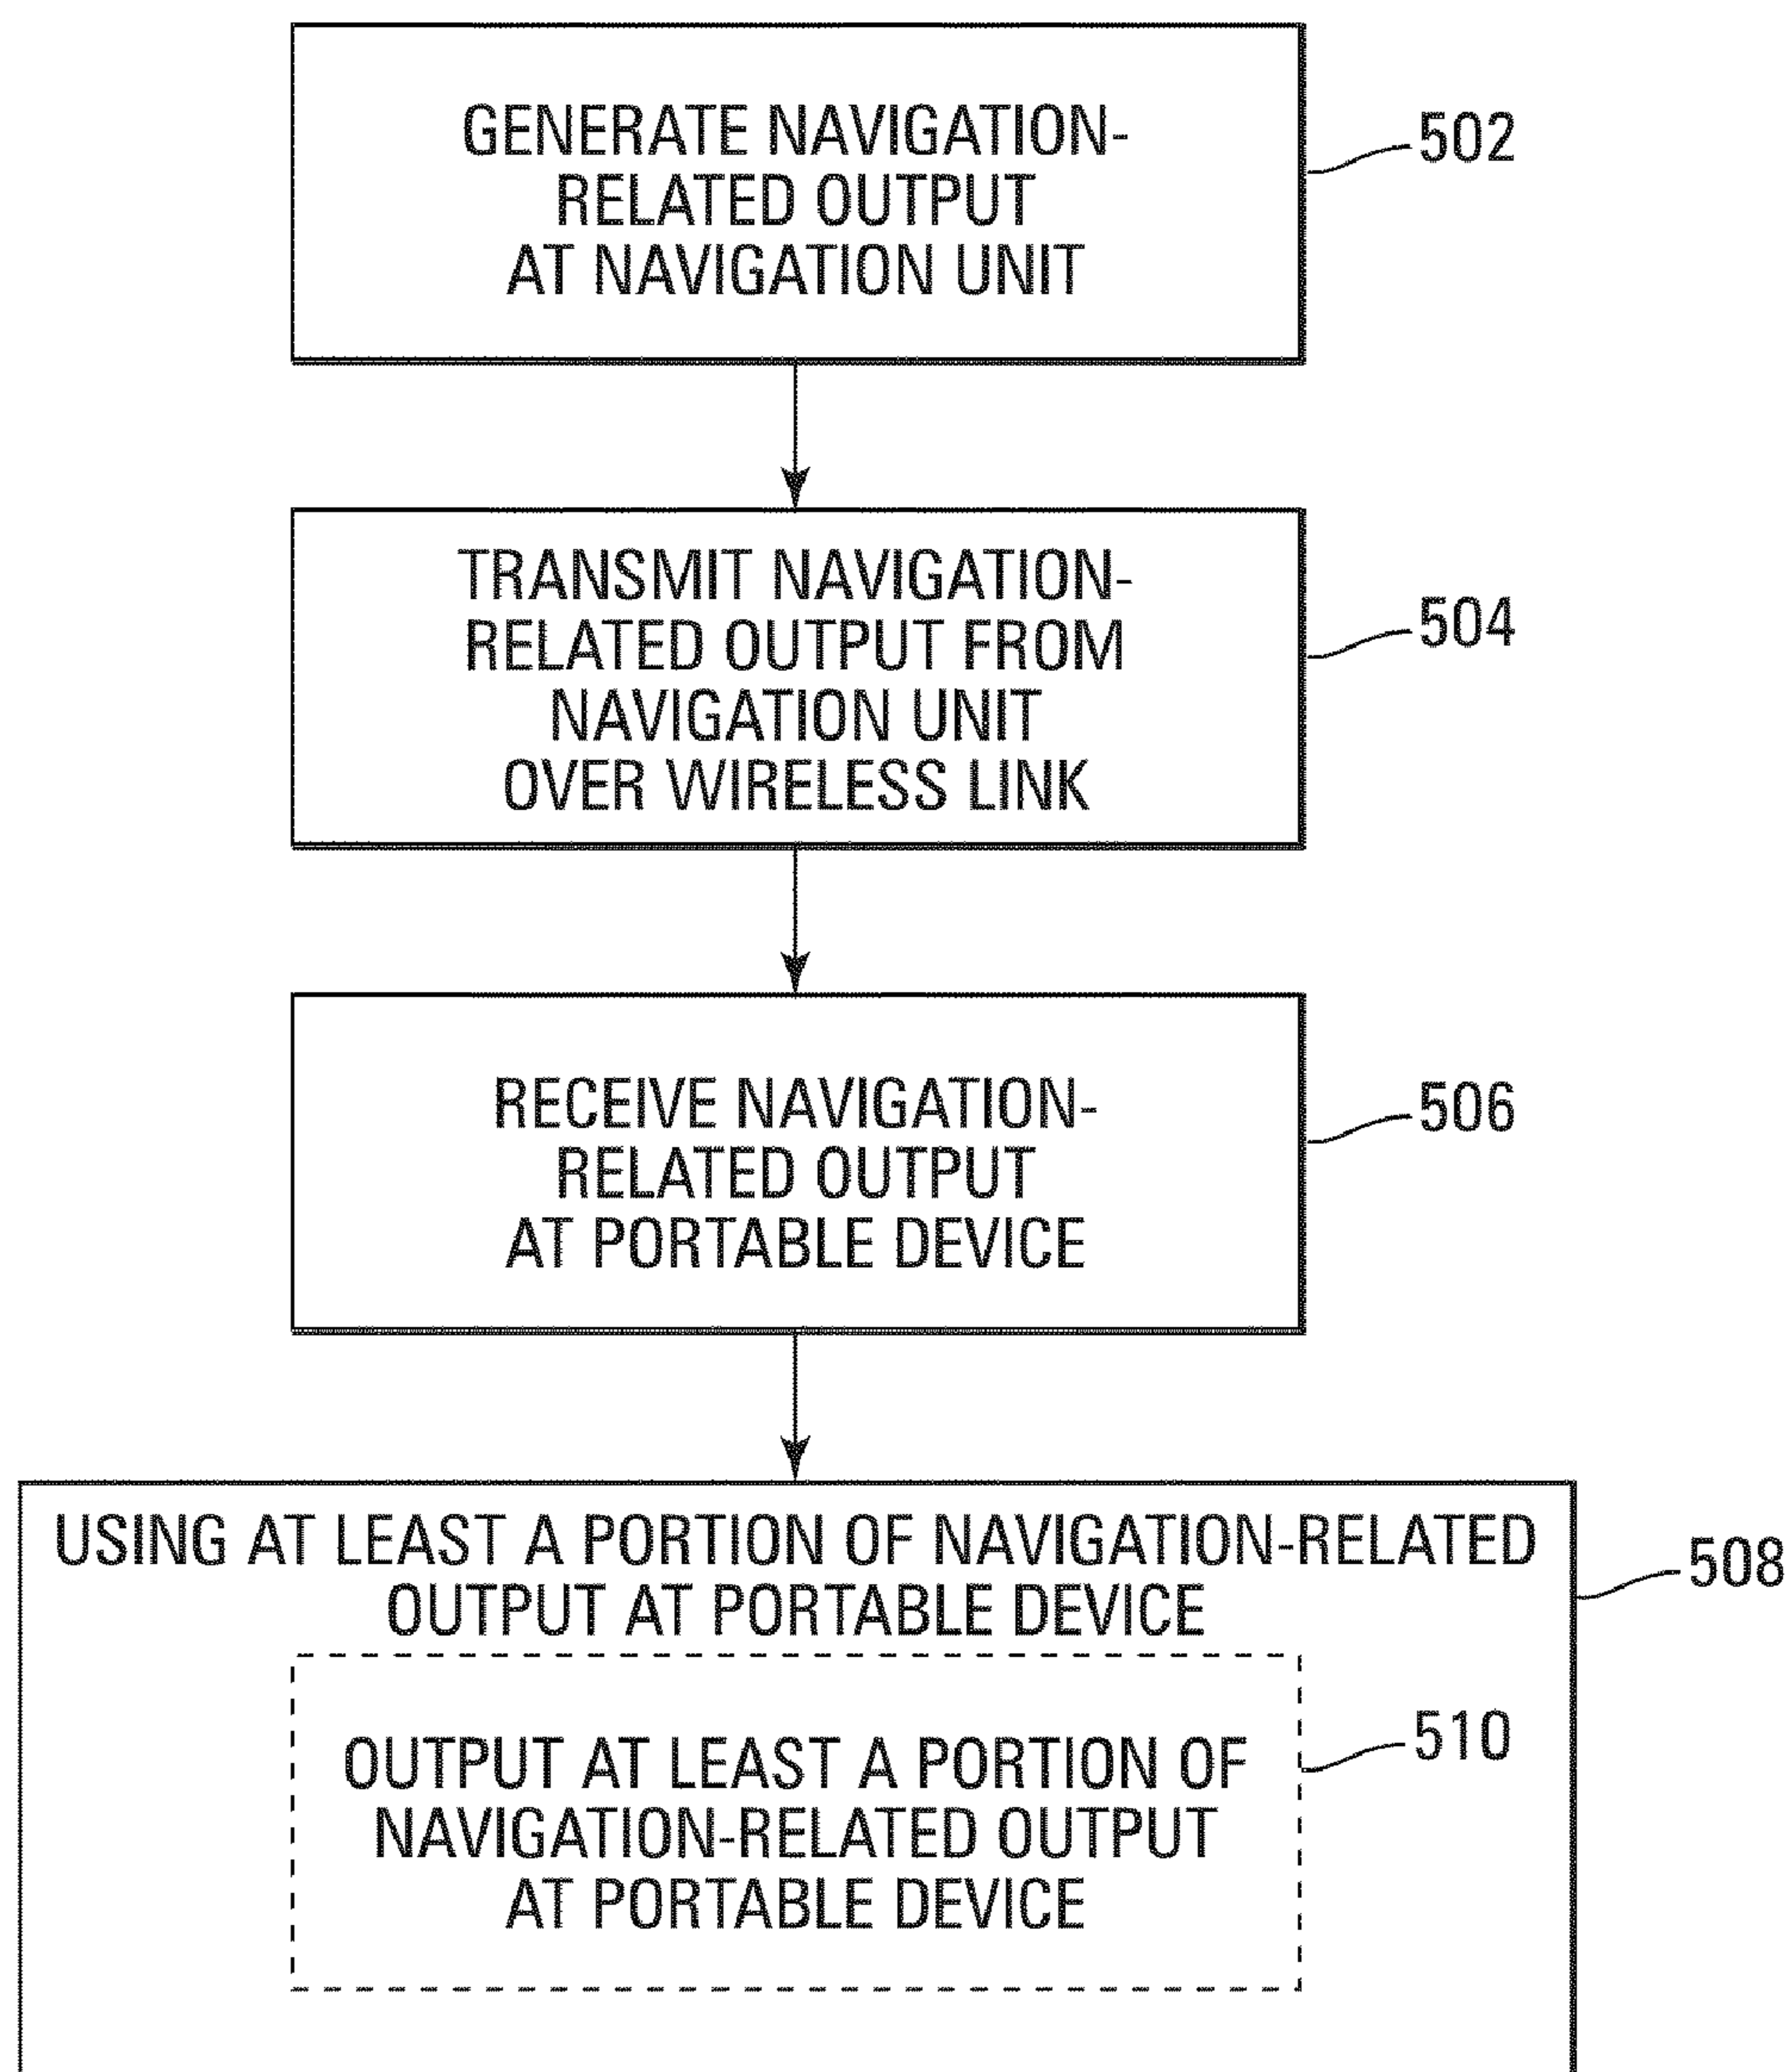 GENERATE NAVIGATION-
RELATED OUTPUT
AT NAVIGATION UNIT
502
TRANSMIT NAVIGATION-
RELATED OUTPUT FROM
NAVIGATION UNIT
OVER WIRELESS LINK
504
RECEIVE NAVIGATION-
RELATED OUTPUT
AT PORTABLE DEVICE
506
USING AT LEAST A PORTION OF NAVIGATION-RELATED
OUTPUT AT PORTABLE DEVICE
508
OUTPUT AT LEAST A PORTION OF
NAVIGATION-RELATED OUTPUT
AT PORTABLE DEVICE
510